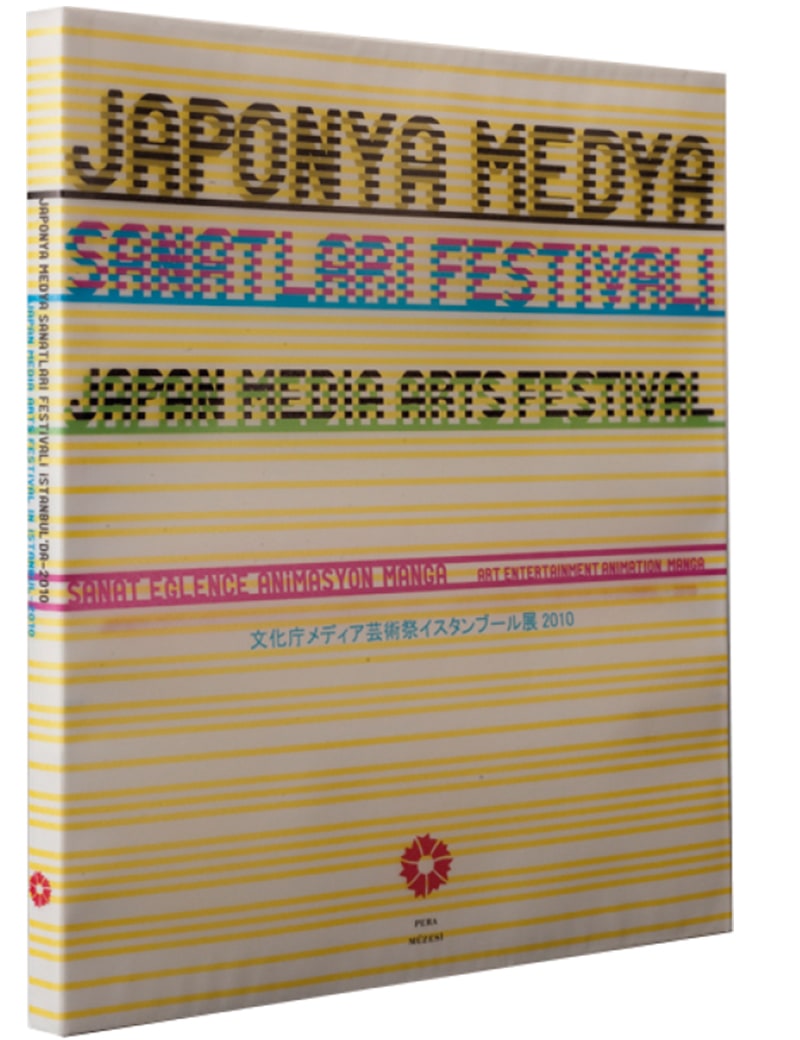 JAPONYA MEDYA
SANATLARI FESTIVALI
JAPAN MEDIA ARTS FESTIVAL
SANAT EGLENCE ANİMASYON MANGA ART ENTERTAINMENT ANIMATION MANGA
文化庁メディア芸術祭イスタンブール展 2010
PERA
MÜZESİ
JAPONYA MEDYA SANATLARI FESTIVALI ISTANBUL'DA-2010
JAPAN MEDIA ARTS FESTIVAL IN ISTANBUL-2010